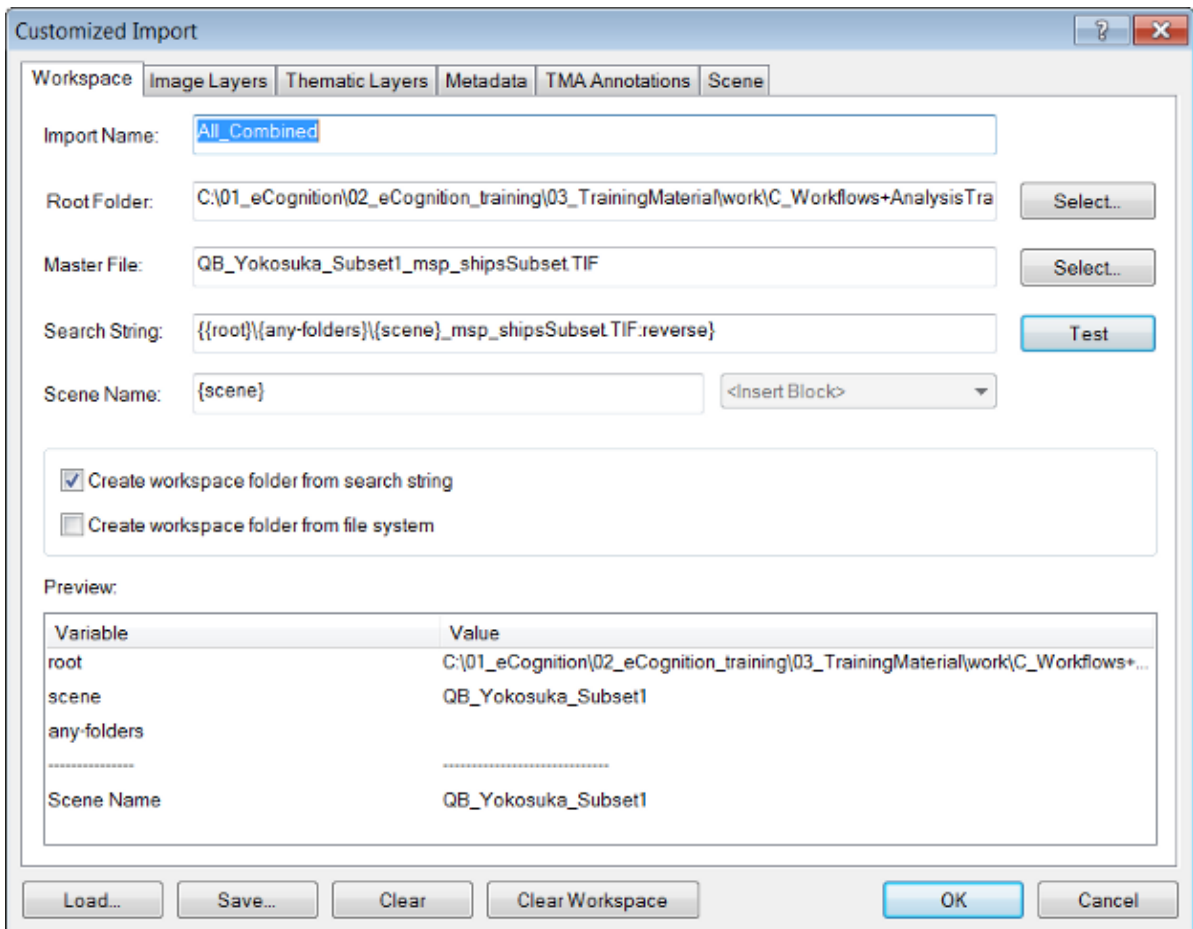 Customized Import
Workspace Image Layers Thematic Layers Metadata TMA Annotations Scene
Import Name: All_Combined
Root Folder: C:\01_eCognition\02_eCognition_training\03_TrainingMaterial\work\C_Workflows+AnalysisTra Select...
Master File: QB_Yokosuka_Subset1_msp_shipsSubset.TIF Select...
Search String: {{root}\{any-folders}\{scene}_msp_shipsSubset.TIF:reverse} Test
Scene Name: {scene} <Insert Block>
Create workspace folder from search string
Create workspace folder from file system
Preview:
Variable Value
root C:\01_eCognition\02_eCognition_training\03_TrainingMaterial\work\C_Workflows+...
scene QB_Yokosuka_Subset1
any-folders
--------------- -----------------------------
Scene Name QB_Yokosuka_Subset1
Load... Save... Clear Clear Workspace OK Cancel